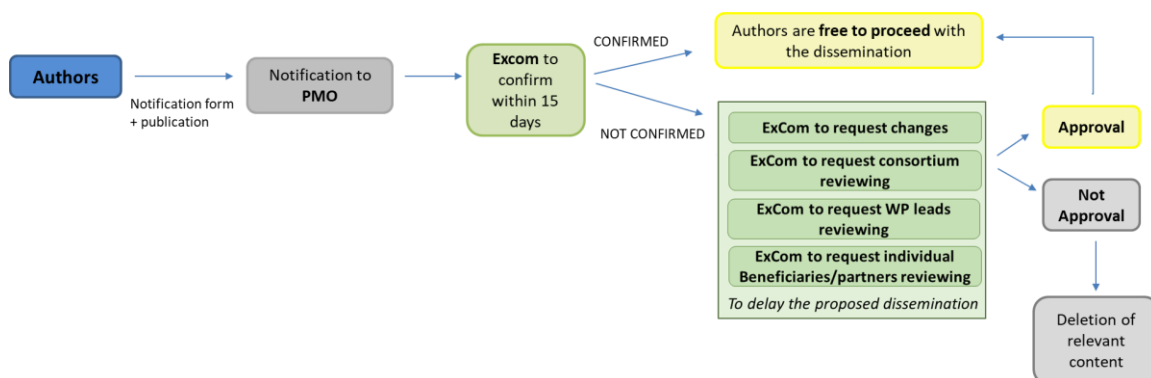 Authors
Notification form
+ publication
Notification to
PMO
Excom to
confirm
within 15
days
CONFIRMED
NOT CONFIRMED
Authors are free to proceed with
the dissemination
ExCom to request changes
ExCom to request consortium
reviewing
ExCom to request WP leads
reviewing
ExCom to request individual
Beneficiaries/partners reviewing
To delay the proposed dissemination
Approval
Not
Approval
Deletion of
relevant
content